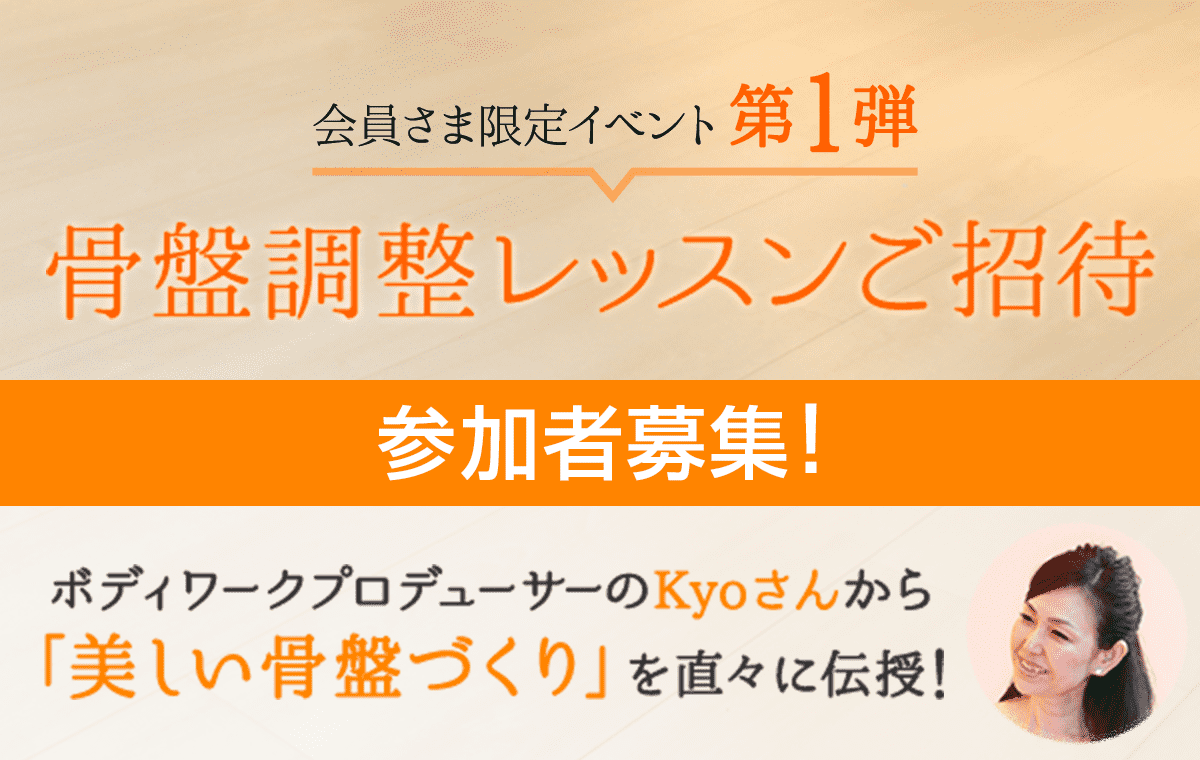 会員さま限定イベント 第1弾
骨盤調整レッスンご招待
参加者募集!
ボディワークプロデューサーのKyoさんから
「美しい骨盤づくり」を直々に伝授!